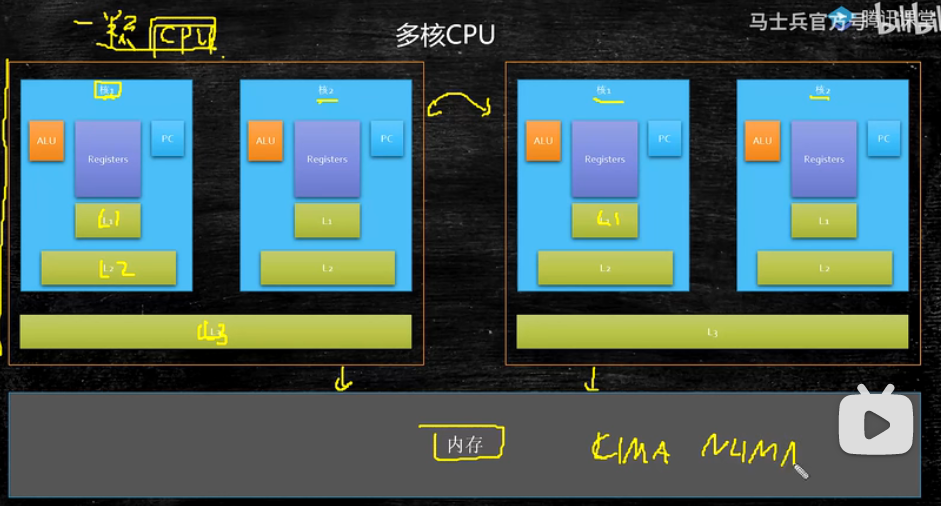 一颗 CPU
多核CPU
马士兵官方号
腾讯课堂
bilibil
核1
核2
核1
核2
ALU
Registers
PC
ALU
Registers
PC
ALU
Registers
PC
ALU
Registers
PC
L1
L1
L1
L1
L2
L2
L2
L2
L3
L3
内存
UMA NUMA